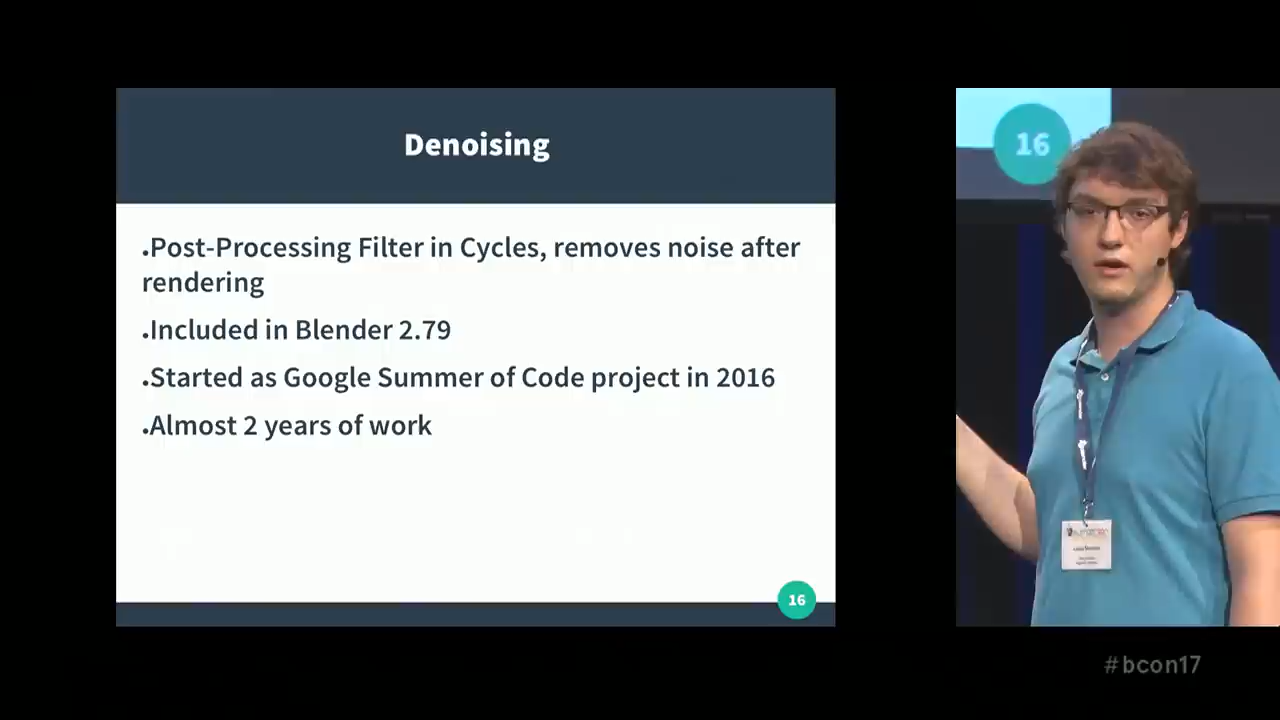 Denoising
.Post-Processing Filter in Cycles, removes noise after
rendering
.Included in Blender 2.79
.Started as Google Summer of Code project in 2016
.Almost 2 years of work
16
16
#bcon17